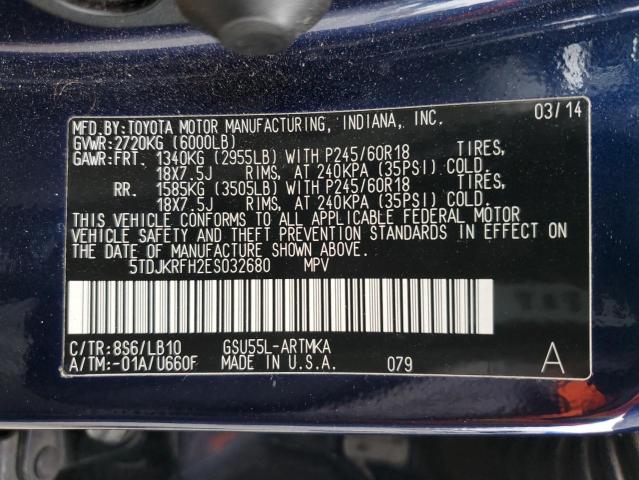 MFD.BY:TOYOTA MOTOR MANUFACTURING, INDIANA, INC. 03/14
GVWR:2720KG (6000LB)
GAWR:FRT. 1340KG (2955LB) WITH P245/60R18 TIRES,
18X7.5J RIMS, AT 240KPA (35PSI) COLD.
RR. 1585KG (3505LB) WITH P245/60R18 TIRES,
18X7.5J RIMS, AT 240KPA (35PSI) COLD.
THIS VEHICLE CONFORMS TO ALL APPLICABLE FEDERAL MOTOR
VEHICLE SAFETY AND THEFT PREVENTION STANDARDS IN EFFECT ON
THE DATE OF MANUFACTURE SHOWN ABOVE.
5TDJKRFH2ES032680 MPV
C/TR:8S6/LB10 GSU55L-ARTMKA
A/TM:-01A/U660F MADE IN U.S.A. 079 A